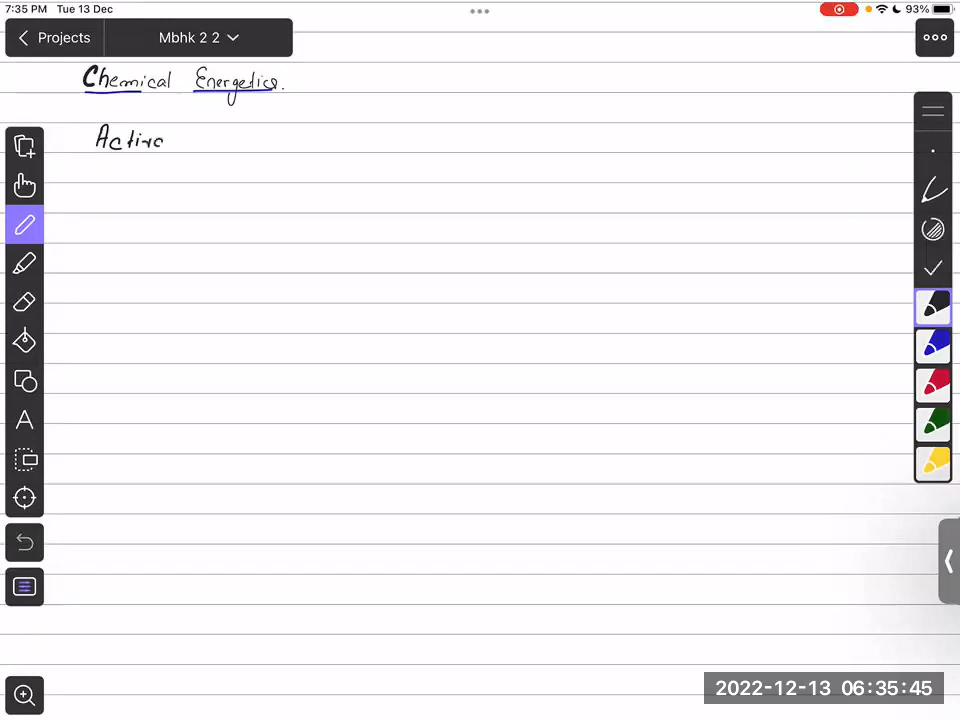 7:35 PM Tue 13 Dec
93%
Projects
Mbhk 2 2
Chemical Energetics.
Active
A
2022-12-13 06:35:45